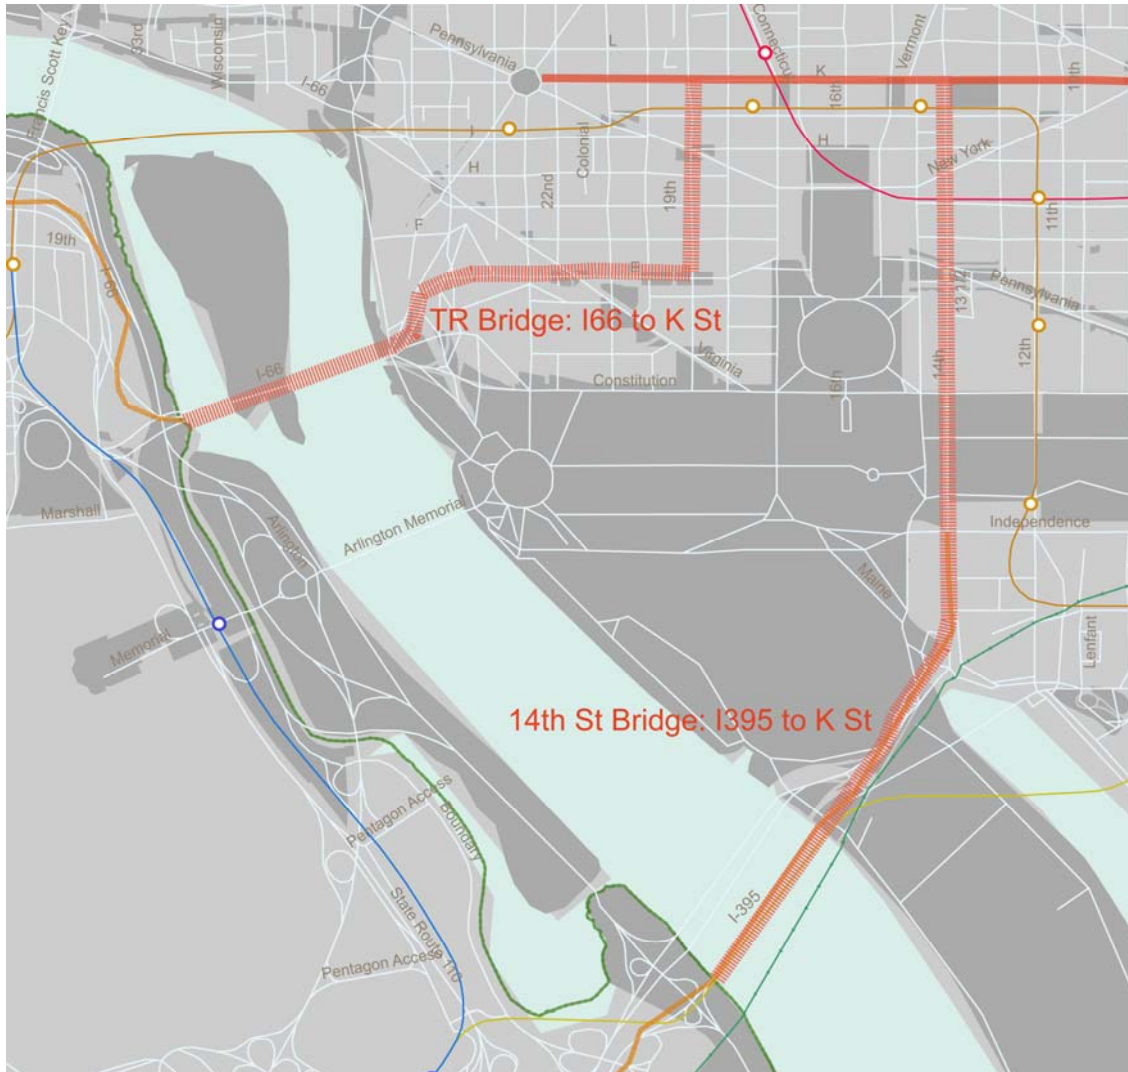 Francis Scott Key
33rd
Wisconsin
I-66
Pennsylvania
L
Connecticut
Vermont
K
16th
12th
I
H
Colonial
22nd
19th
H
New York
11th
F
E
19th
I-66
13 1/2
Pennsylvania
TR Bridge: I66 to K St
I-66
Virginia
Constitution
16th
14th
12th
Marshall
Arlington
Arlington Memorial
Independence
Maine
Memorial
Lenfant
14th St Bridge: I395 to K St
Pentagon Access
Boundary
I-395
State Route 110
Pentagon Access